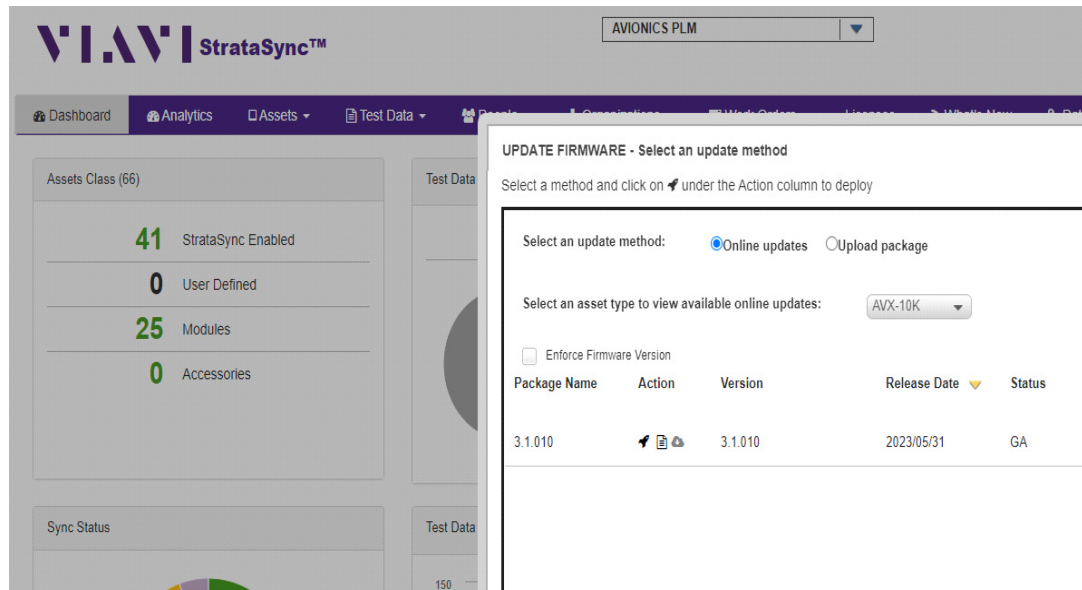 VIAVI StrataSync™
AVIONICS PLM
Dashboard Analytics Assets Test Data
UPDATE FIRMWARE - Select an update method
Select a method and click on under the Action column to deploy
Assets Class (66)
Test Data
41 StrataSync Enabled
0 User Defined
25 Modules
0 Accessories
Select an update method: Online updates Upload package
Select an asset type to view available online updates: AVX-10K
Enforce Firmware Version
Package Name Action Version Release Date Status
3.1.010 3.1.010 2023/05/31 GA
Sync Status
Test Data
150